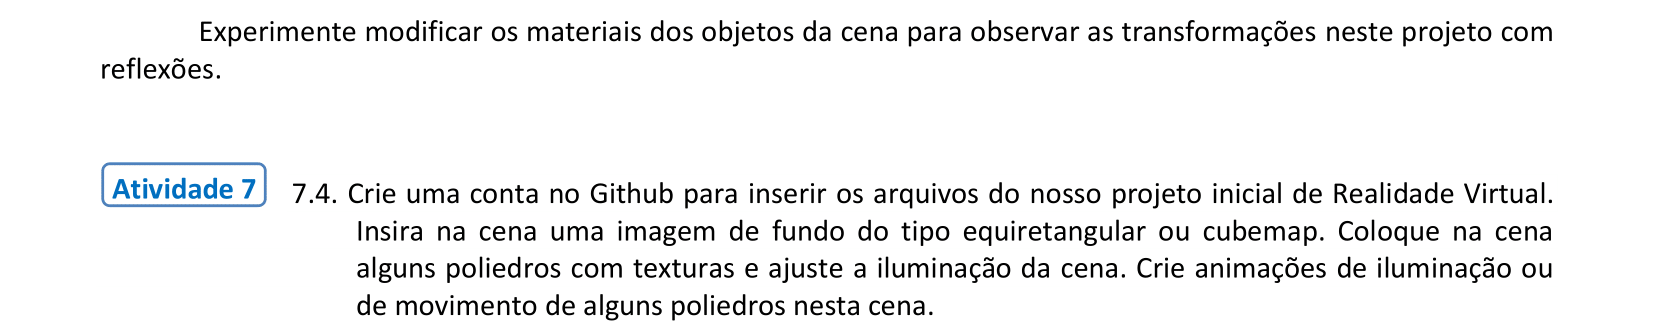 Experimente modificar os materiais dos objetos da cena para observar as transformações neste projeto com
reflexões.
Atividade 7
7.4. Crie uma conta no Github para inserir os arquivos do nosso projeto inicial de Realidade Virtual.
Insira na cena uma imagem de fundo do tipo equiretangular ou cubemap. Coloque na cena
alguns poliedros com texturas e ajuste a iluminação da cena. Crie animações de iluminação ou
de movimento de alguns poliedros nesta cena.